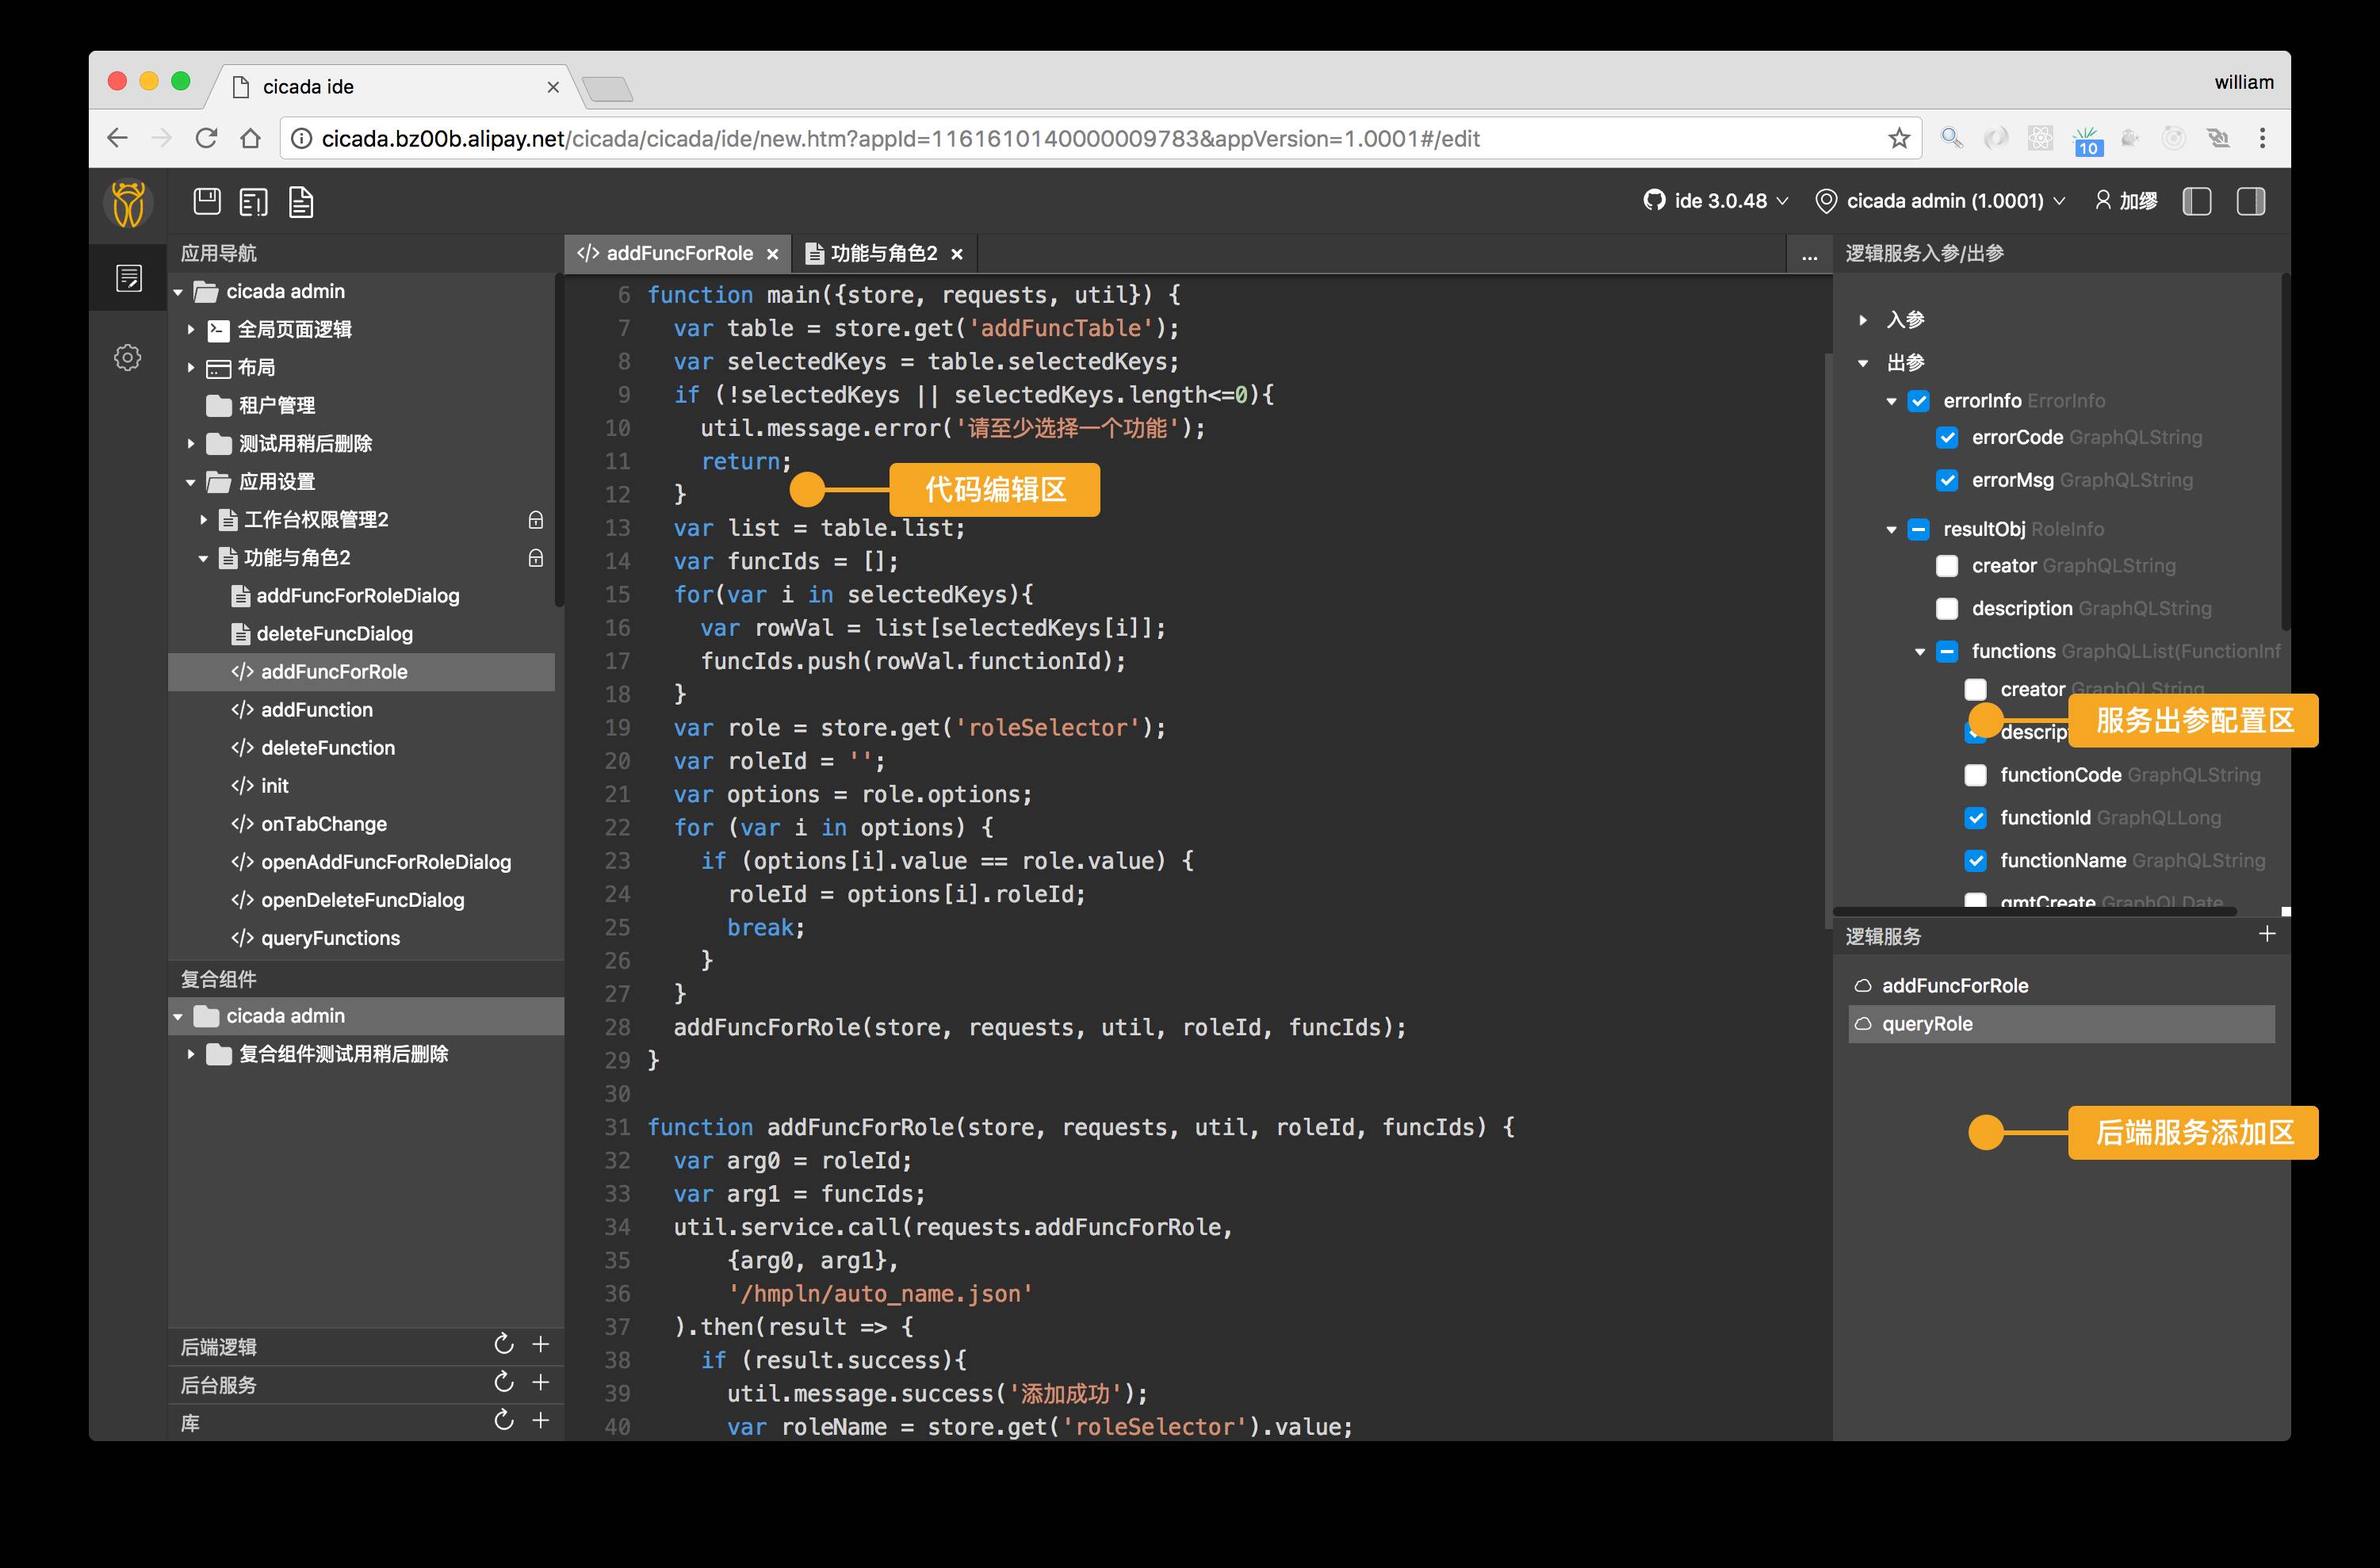 cicada ide
william
cicada.bz00b.alipay.net/cicada/cicada/ide/new.htm?appId=1161610140000009783&appVersion=1.0001#/edit
10
ide 3.0.48
cicada admin (1.0001)
加缪
应用导航
cicada admin
全局页面逻辑
布局
租户管理
测试用稍后删除
应用设置
工作台权限管理2
功能与角色2
addFuncForRoleDialog
deleteFuncDialog
addFuncForRole
addFunction
deleteFunction
init
onTabChange
openAddFuncForRoleDialog
openDeleteFuncDialog
queryFunctions
复合组件
cicada admin
复合组件测试用稍后删除
后端逻辑
后台服务
库
</> addFuncForRole ×
功能与角色2 ×
...
6 function main({store, requests, util}) {
7 var table = store.get('addFuncTable');
8 var selectedKeys = table.selectedKeys;
9 if (!selectedKeys || selectedKeys.length<=0){
10 util.message.error('请至少选择一个功能');
11 return;
12 }
13 var list = table.list;
14 var funcIds = [];
15 for(var i in selectedKeys){
16 var rowVal = list[selectedKeys[i]];
17 funcIds.push(rowVal.functionId);
18 }
19 var role = store.get('roleSelector');
20 var roleId = '';
21 var options = role.options;
22 for (var i in options) {
23 if (options[i].value == role.value) {
24 roleId = options[i].roleId;
25 break;
26 }
27 }
28 addFuncForRole(store, requests, util, roleId, funcIds);
29 }
30
31 function addFuncForRole(store, requests, util, roleId, funcIds) {
32 var arg0 = roleId;
33 var arg1 = funcIds;
34 util.service.call(requests.addFuncForRole,
35 {arg0, arg1},
36 '/hmpln/auto_name.json'
37 ).then(result => {
38 if (result.success){
39 util.message.success('添加成功');
40 var roleName = store.get('roleSelector').value;
代码编辑区
逻辑服务入参/出参
入参
出参
errorInfo ErrorInfo
errorCode GraphQLString
errorMsg GraphQLString
resultObj RoleInfo
creator GraphQLString
description GraphQLString
functions GraphQLList(FunctionInf
creator GraphQLString
descrip
服务出参配置区
functionCode GraphQLString
functionId GraphQLLong
functionName GraphQLString
gmtCreate GraphQLDate
逻辑服务
addFuncForRole
queryRole
后端服务添加区